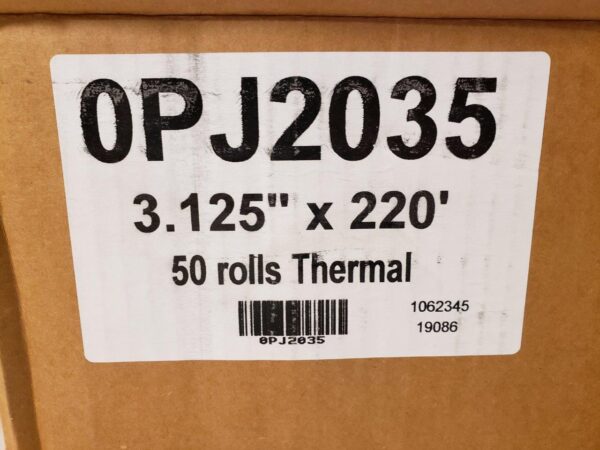 0PJ2035
3.125" x 220'
50 rolls Thermal
1062345
0PJ2035
19086